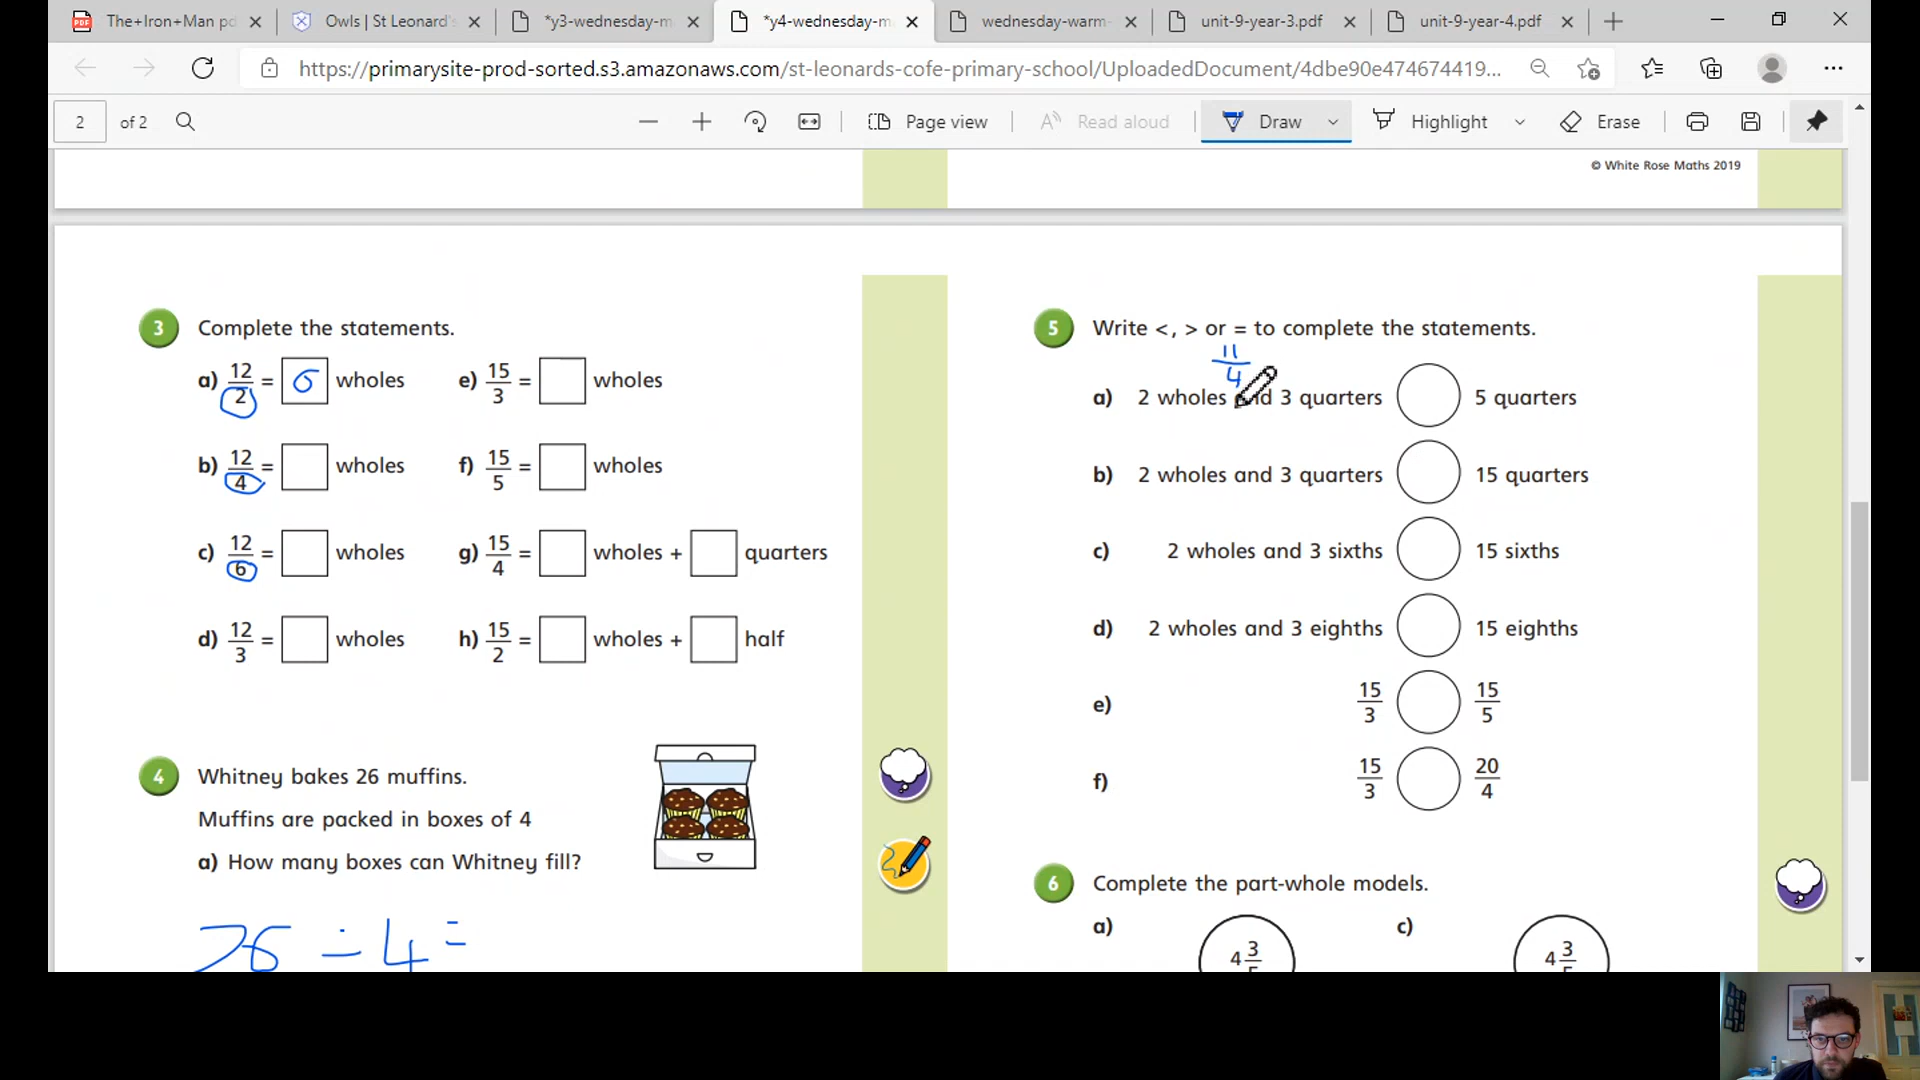 The+Iron+Man pd
Owls | St Leonard's
*y3-wednesday-m
*y4-wednesday-m
wednesday-warm-
unit-9-year-3.pdf
unit-9-year-4.pdf
https://primarysite-prod-sorted.s3.amazonaws.com/st-leonards-cofe-primary-school/UploadedDocument/4dbe90e474674419...
2 of 2
Page view
Read aloud
Draw
Highlight
Erase
© White Rose Maths 2019
3 Complete the statements.
a) 12/2 = 6 wholes
e) 15/3 = wholes
b) 12/4 = wholes
f) 15/5 = wholes
c) 12/6 = wholes
g) 15/4 = wholes + quarters
d) 12/3 = wholes
h) 15/2 = wholes + half
4 Whitney bakes 26 muffins.
Muffins are packed in boxes of 4
a) How many boxes can Whitney fill?
26 ÷ 4 =
5 Write <, > or = to complete the statements.
11/4
a) 2 wholes and 3 quarters 5 quarters
b) 2 wholes and 3 quarters 15 quarters
c) 2 wholes and 3 sixths 15 sixths
d) 2 wholes and 3 eighths 15 eighths
e) 15/3 15/5
f) 15/3 20/4
6 Complete the part-whole models.
a) 4 3/5
c) 4 3/5